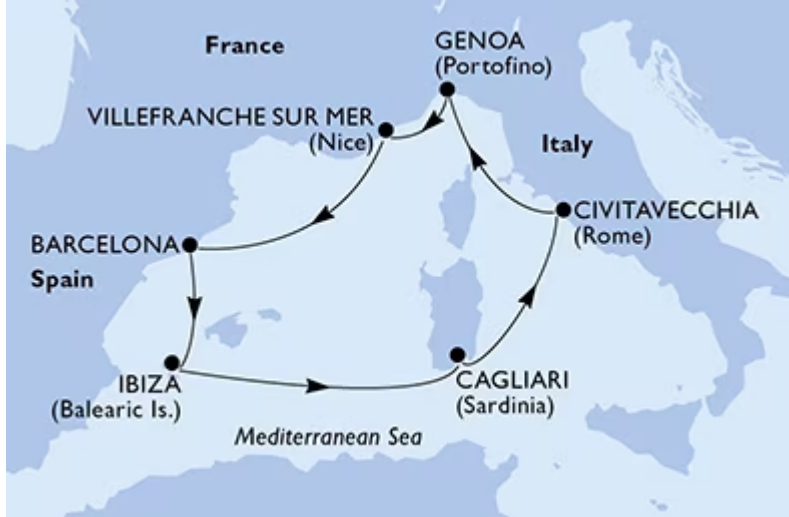 France
GENOA
(Portofino)
VILLEFRANCHE SUR MER
(Nice)
Italy
CIVITAVECCHIA
(Rome)
BARCELONA
Spain
IBIZA
(Balearic Is.)
CAGLIARI
(Sardinia)
Mediterranean Sea